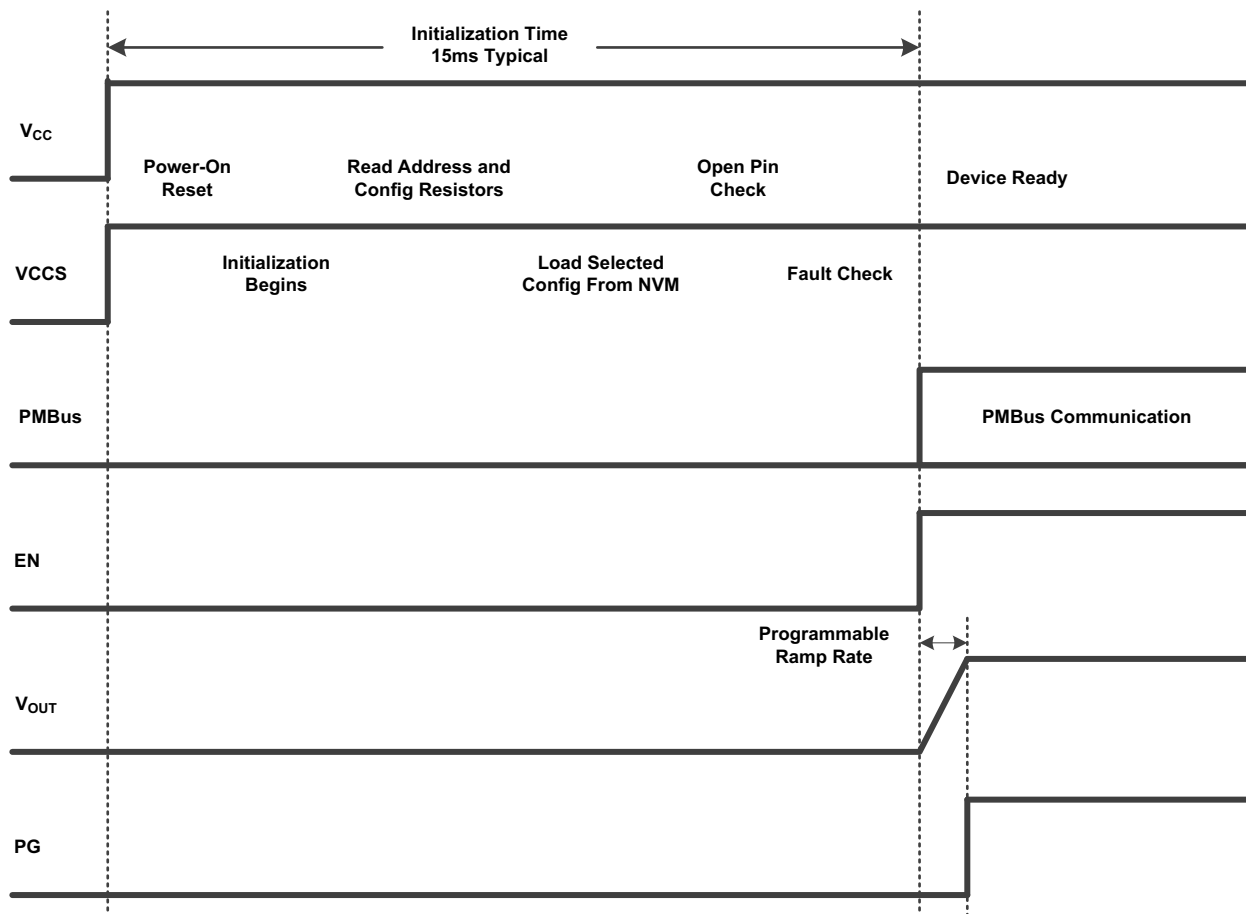 Initialization Time
15ms Typical
VCC
Power-On
Reset
Read Address and
Config Resistors
Open Pin
Check
Device Ready
VCCS
Initialization
Begins
Load Selected
Config From NVM
Fault Check
PMBus
PMBus Communication
EN
Programmable
Ramp Rate
VOUT
PG